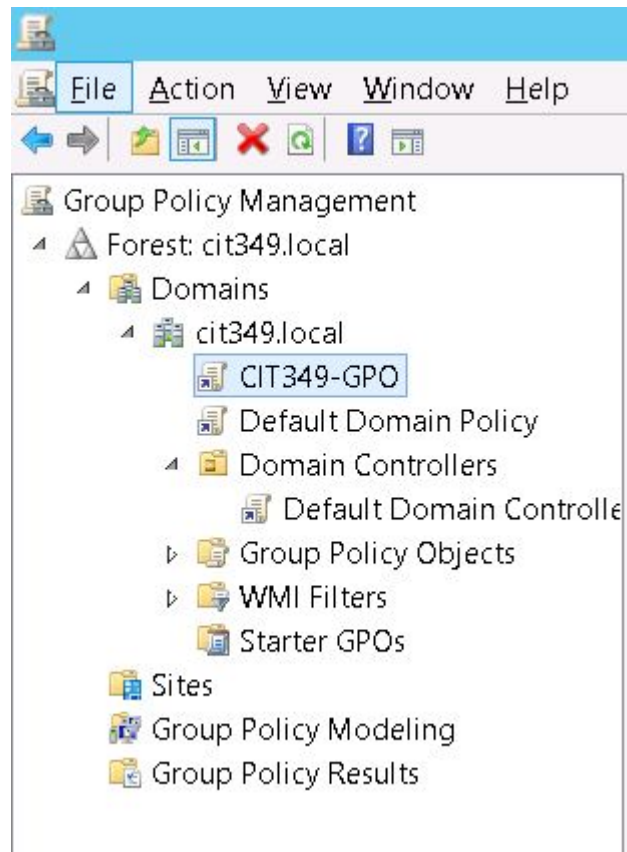 File Action View Window Help
Group Policy Management
Forest: cit349.local
Domains
cit349.local
CIT349-GPO
Default Domain Policy
Domain Controllers
Default Domain Controlle
Group Policy Objects
WMI Filters
Starter GPOs
Sites
Group Policy Modeling
Group Policy Results